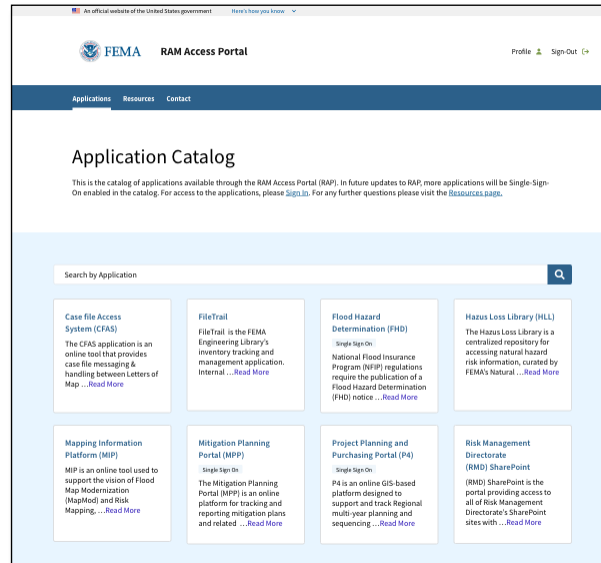 An official website of the United States government Here's how you know
FEMA RAM Access Portal
Profile Sign-Out
Applications Resources Contact
Application Catalog
This is the catalog of applications available through the RAM Access Portal (RAP). In future updates to RAP, more applications will be Single-Sign-
On enabled in the catalog. For access to the applications, please Sign In. For any further questions please visit the Resources page.
Search by Application
Case file Access
System (CFAS)
The CFAS application is an
online tool that provides
case file messaging &
handling between Letters of
Map ...Read More
FileTrail
FileTrail is the FEMA
Engineering Library's
inventory tracking and
management application.
Internal ...Read More
Flood Hazard
Determination (FHD)
Single Sign On
National Flood Insurance
Program (NFIP) regulations
require the publication of a
Flood Hazard Determination
(FHD) notice ...Read More
Hazus Loss Library (HLL)
The Hazus Loss Library is a
centralized repository for
accessing natural hazard
risk information, curated by
FEMA's Natural ...Read More
Mapping Information
Platform (MIP)
MIP is an online tool used to
support the vision of Flood
Map Modernization
(MapMod) and Risk
Mapping, ...Read More
Mitigation Planning
Portal (MPP)
Single Sign On
The Mitigation Planning
Portal (MPP) is an online
platform for tracking and
reporting mitigation plans
and related ...Read More
Project Planning and
Purchasing Portal (P4)
Single Sign On
P4 is an online GIS-based
platform designed to
support and track Regional
multi-year planning and
sequencing ...Read More
Risk Management
Directorate
(RMD) SharePoint
(RMD) SharePoint is the
portal providing access to
all of Risk Management
Directorate's SharePoint
sites with ...Read More